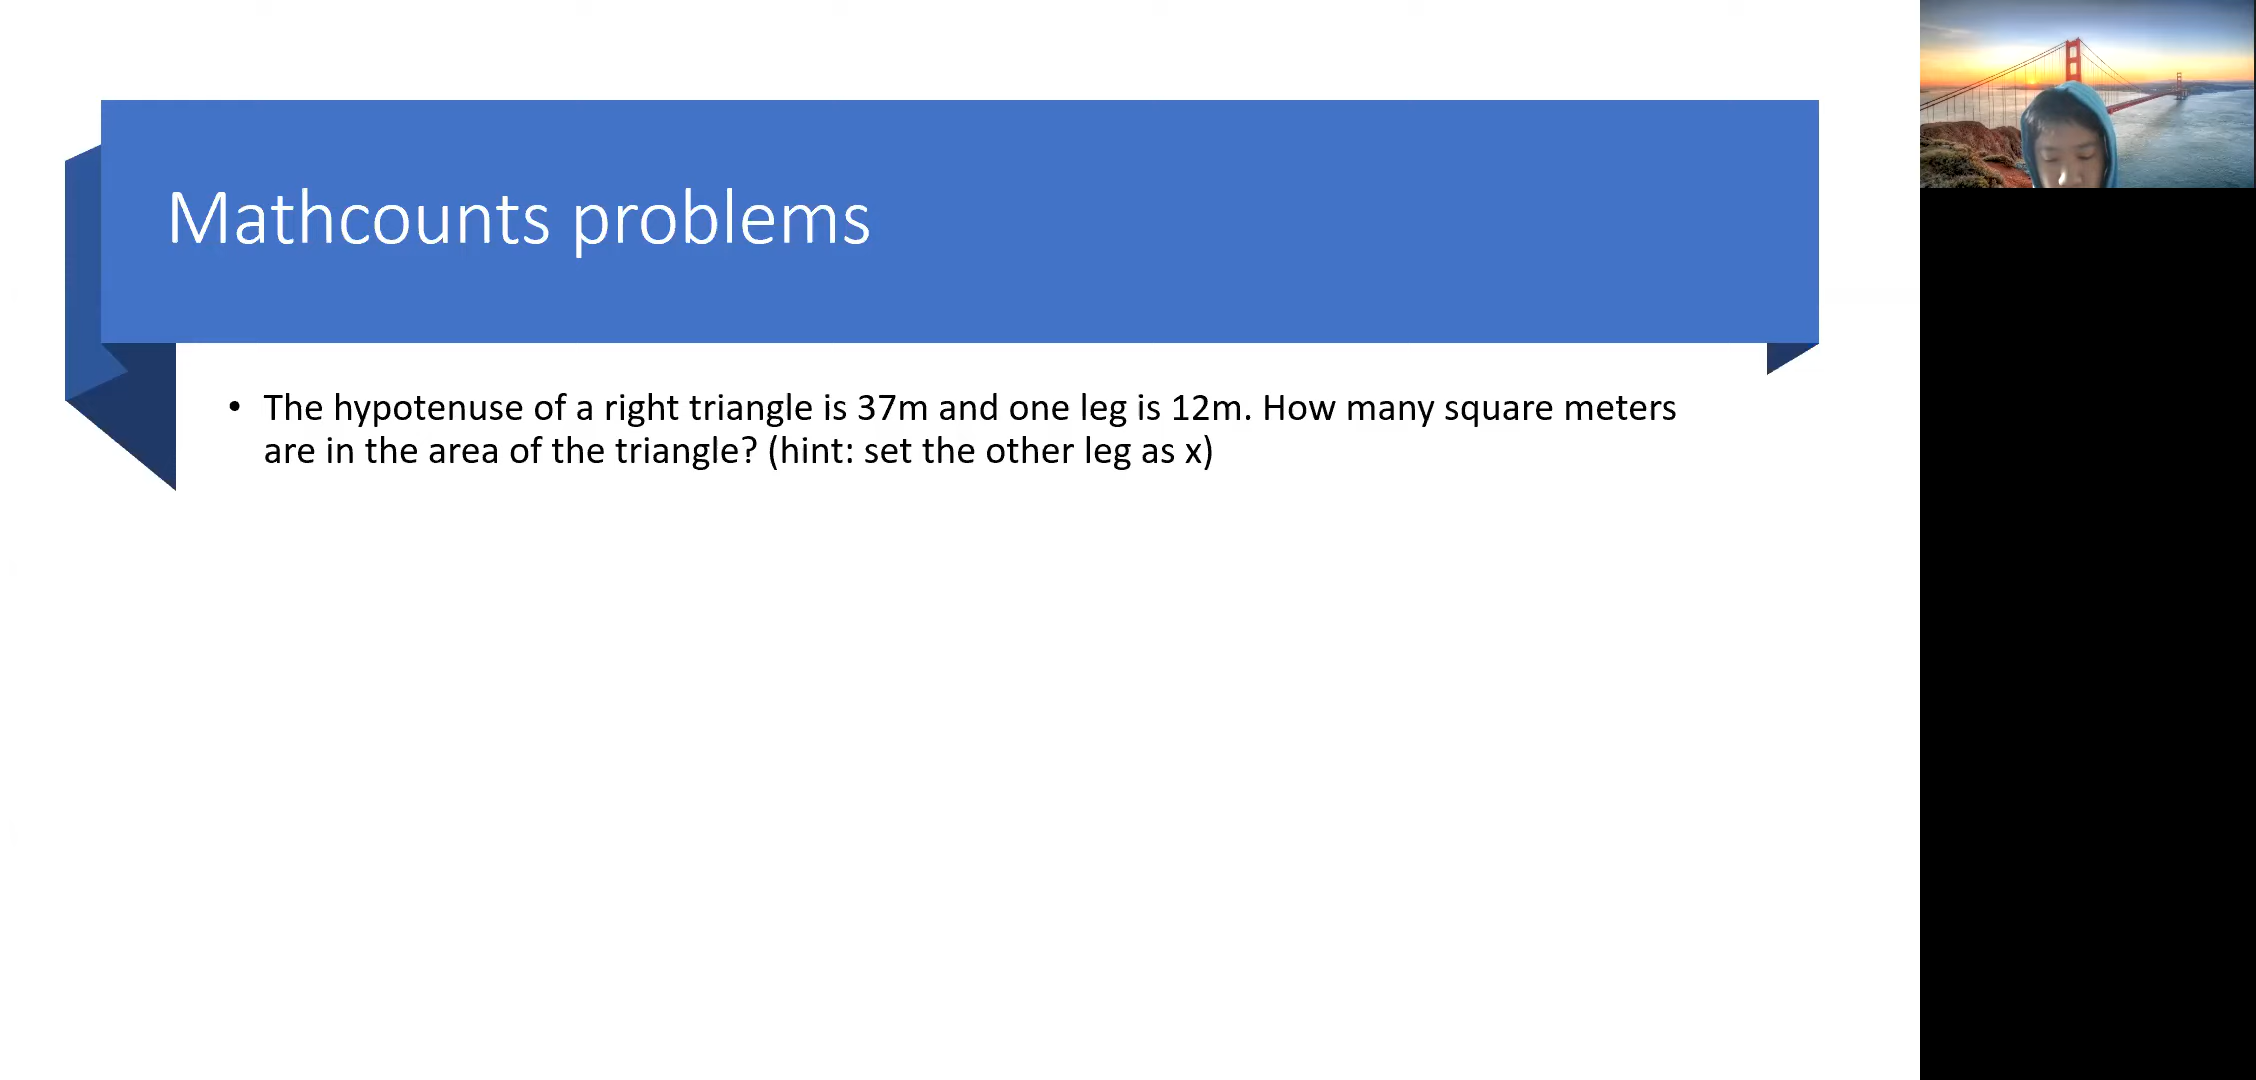 Mathcounts problems
• The hypotenuse of a right triangle is 37m and one leg is 12m. How many square meters
are in the area of the triangle? (hint: set the other leg as x)